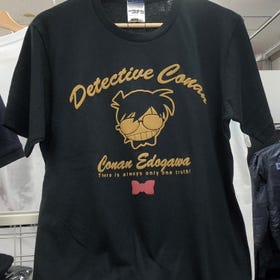 Detective Conan
Conan Edogawa
There is always only one truth!